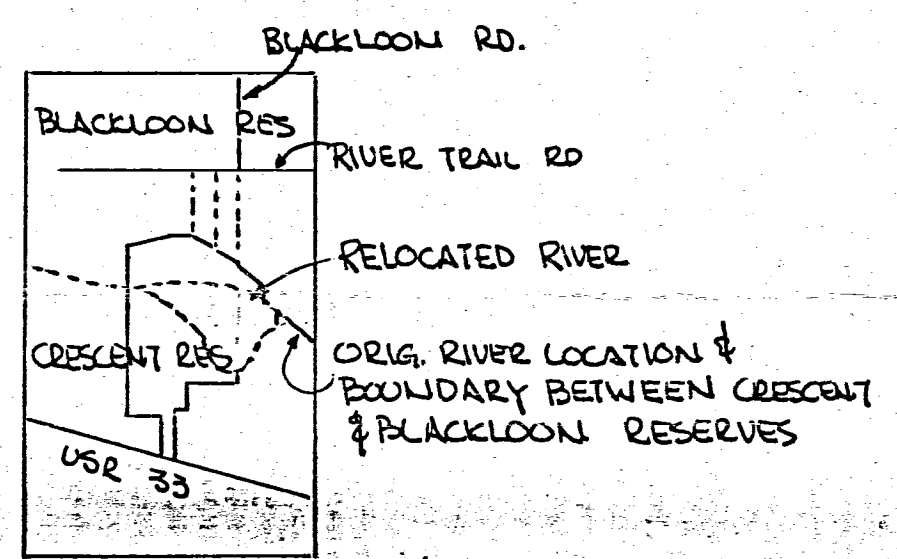 BLACKLOON RD.
BLACKLOON RES
RIVER TRAIL RD
RELOCATED RIVER
CRESCENT RES
ORIG. RIVER LOCATION &
BOUNDARY BETWEEN CRESCENT
& BLACKLOON RESERVES
USR 33